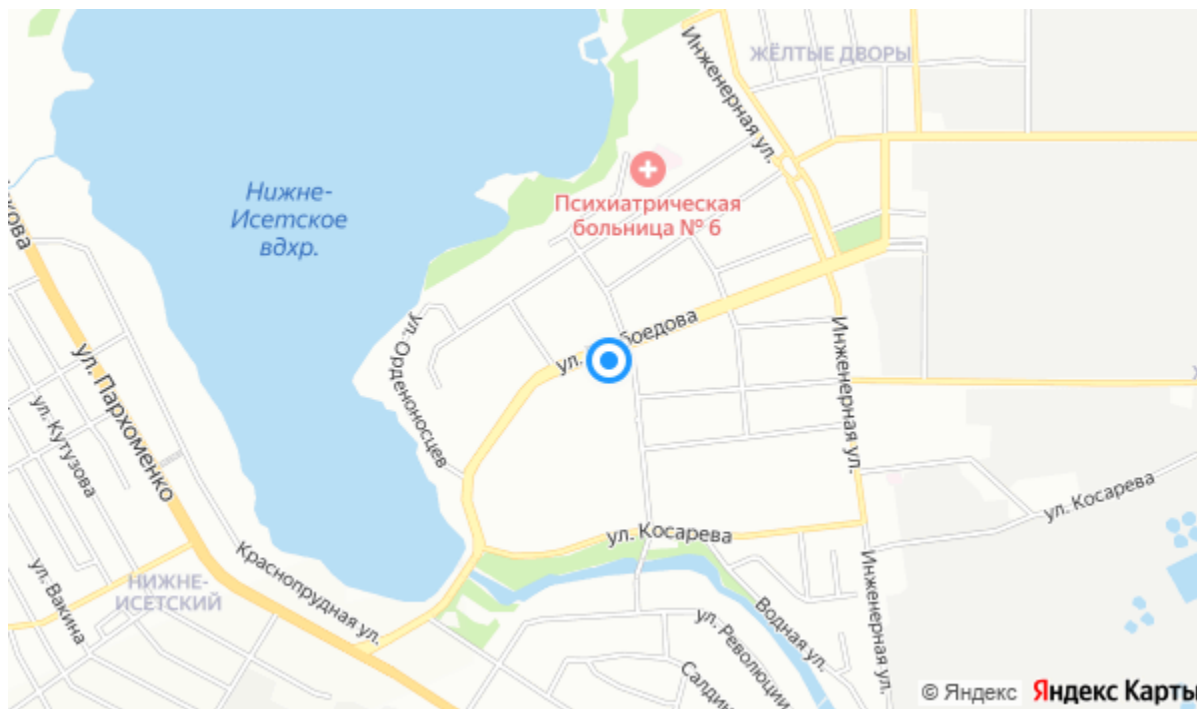 Инженерная ул.
ЖЁЛТЫЕ ДВОРЫ
Психиатрическая
больница № 6
Нижне-
Исетское
вдхр.
ул. Орденоносцев
ул.
боедова
Инженерная ул.
ул. Пархоменко
ул. Кутузова
ул. Вакина
НИЖНЕ-
ИСЕТСКИЙ
Краснопрудная ул.
ул. Косарева
ул. Косарева
Инженерная ул.
Водная ул.
ул. Революции
Салдин
© Яндекс
Яндекс Карты